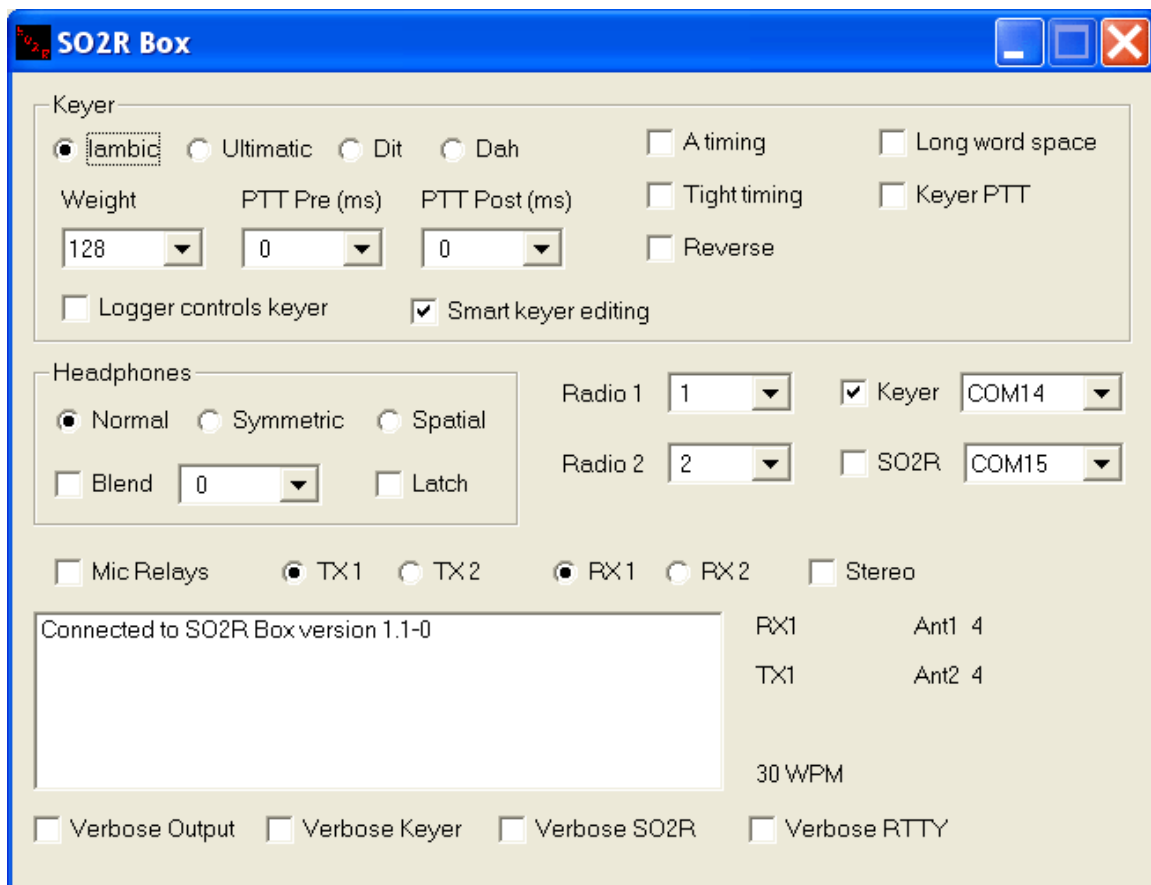 SO2R Box
Keyer
Iambic Ultimatic Dit Dah A timing Long word space
Weight PTT Pre (ms) PTT Post (ms) Tight timing Keyer PTT
128 0 0 Reverse
Logger controls keyer Smart keyer editing
Headphones
Normal Symmetric Spatial
Blend 0 Latch
Radio 1 1 Keyer COM14
Radio 2 2 SO2R COM15
Mic Relays TX1 TX2 RX1 RX2 Stereo
Connected to SO2R Box version 1.1-0
RX1 Ant1 4
TX1 Ant2 4
30 WPM
Verbose Output Verbose Keyer Verbose SO2R Verbose RTTY